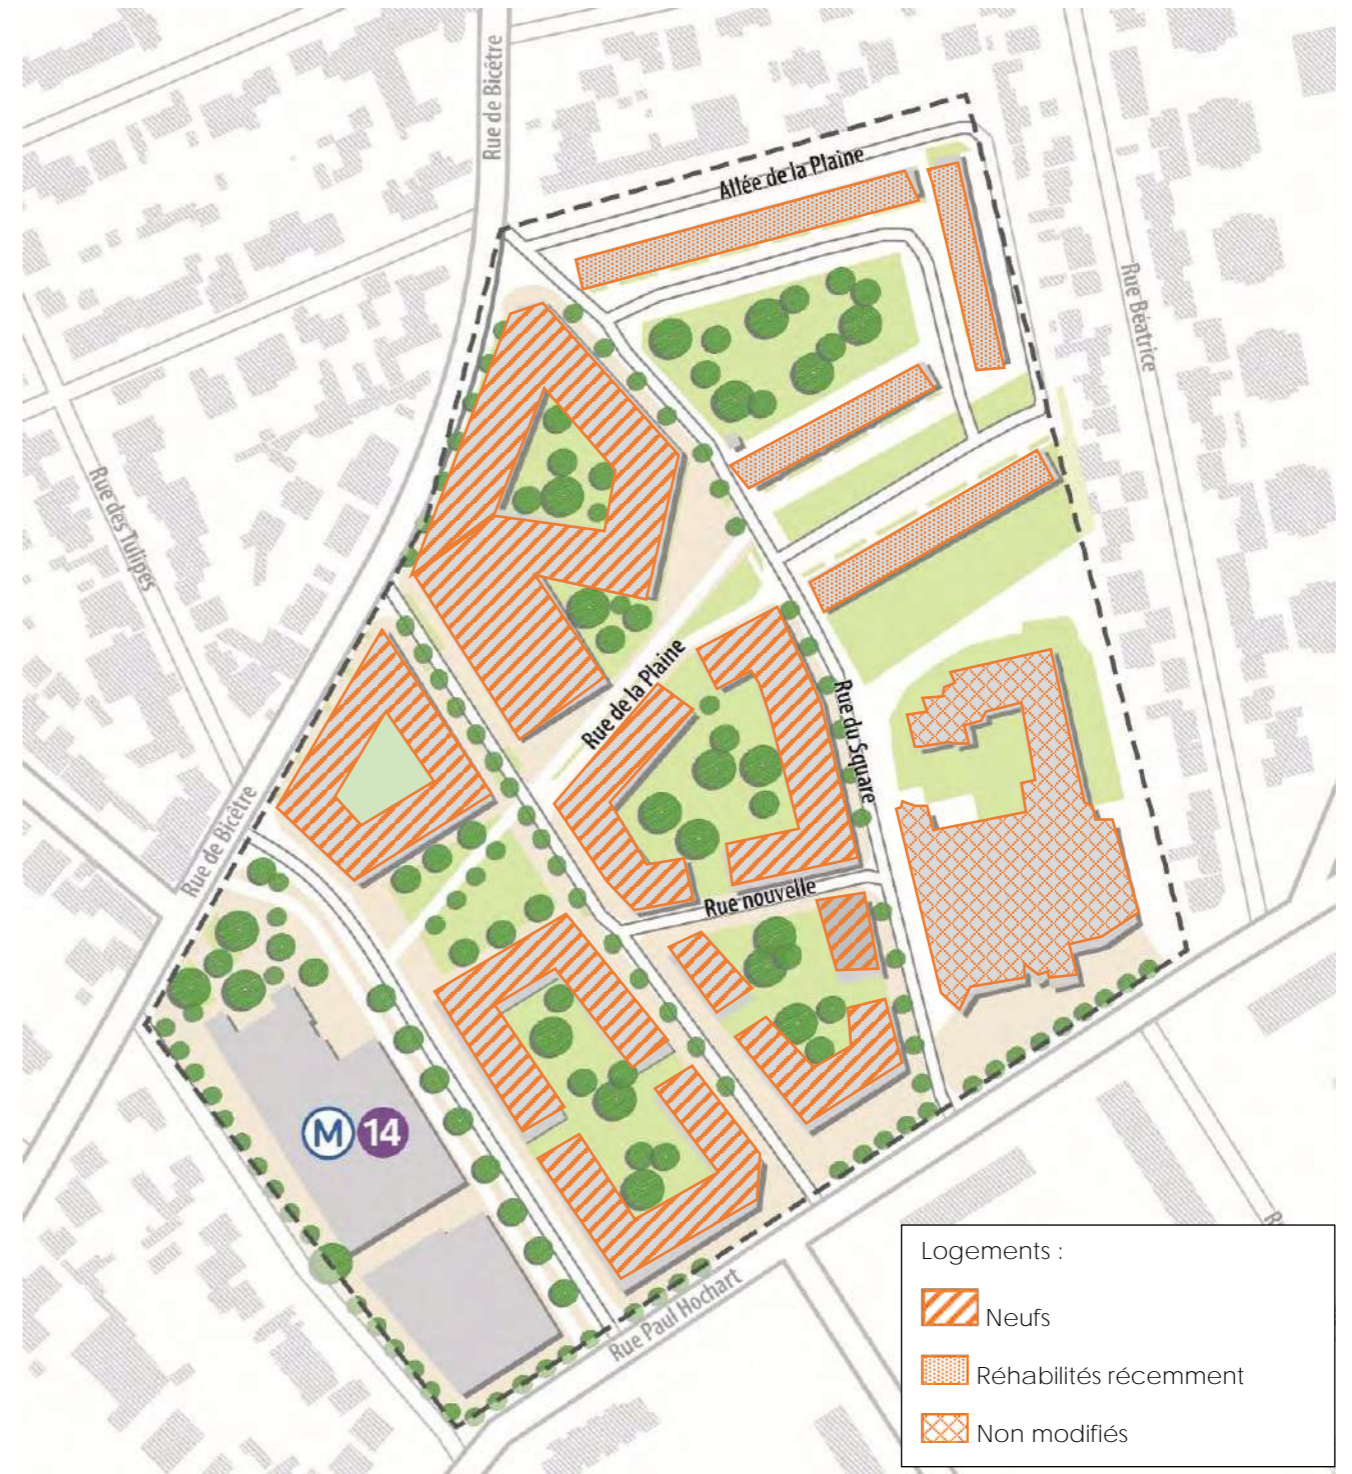 Rue de Bicêtre
Allée de la Plaine
Rue Béatrice
Rue des Tulipes
Rue de la Plaine
Rue du Square
Rue de Bicêtre
Rue nouvelle
M 14
Rue Paul Hochart
Logements :
Neufs
Réhabilités récemment
Non modifiés